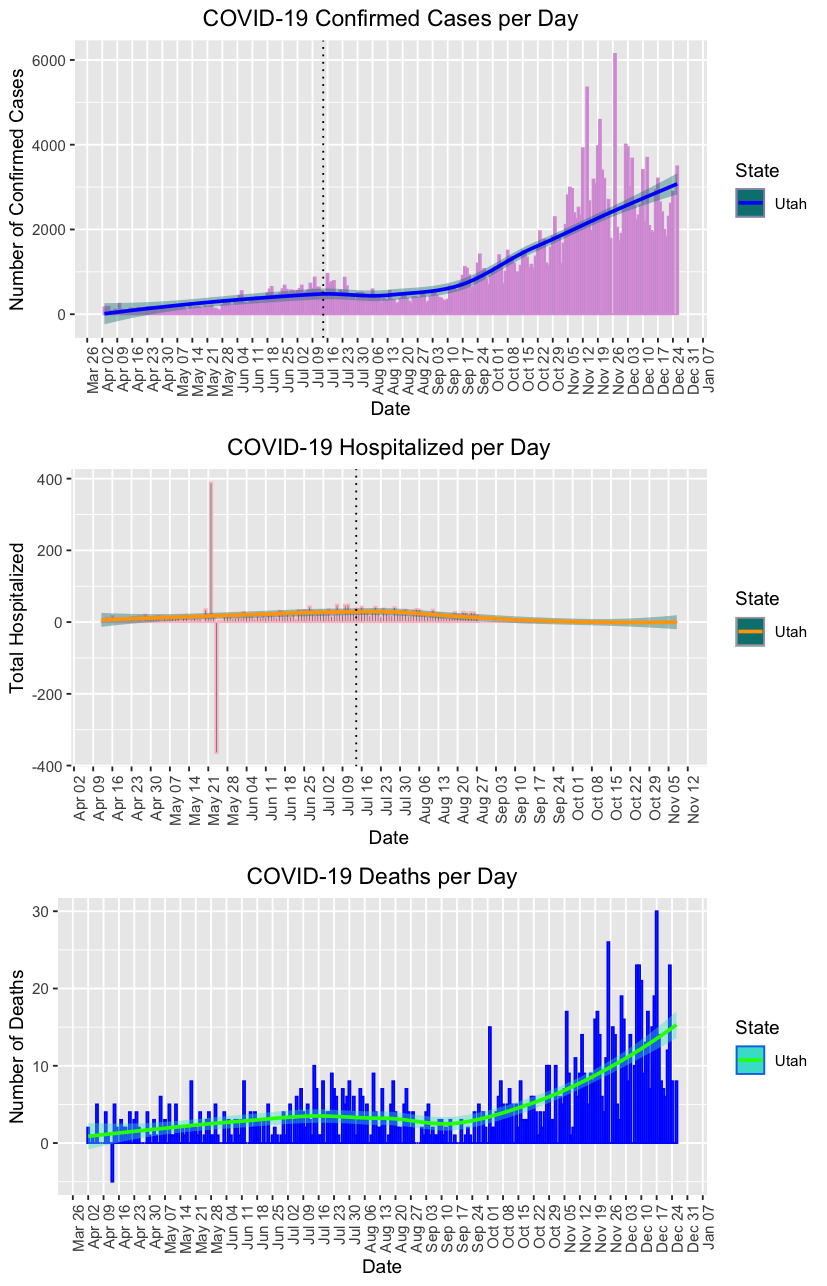 COVID-19 Confirmed Cases per Day
6000
4000
2000
0
Number of Confirmed Cases
Mar 26
Apr 02
Apr 09
Apr 16
Apr 23
Apr 30
May 07
May 14
May 21
May 28
Jun 04
Jun 11
Jun 18
Jun 25
Jul 02
Jul 09
Jul 16
Jul 23
Jul 30
Aug 06
Aug 13
Aug 20
Aug 27
Sep 03
Sep 10
Sep 17
Sep 24
Oct 01
Oct 08
Oct 15
Oct 22
Oct 29
Nov 05
Nov 12
Nov 19
Nov 26
Dec 03
Dec 10
Dec 17
Dec 24
Dec 31
Jan 07
Date
State
Utah
COVID-19 Hospitalized per Day
400
200
0
-200
-400
Total Hospitalized
Apr 02
Apr 09
Apr 16
Apr 23
Apr 30
May 07
May 14
May 21
May 28
Jun 04
Jun 11
Jun 18
Jun 25
Jul 02
Jul 09
Jul 16
Jul 23
Jul 30
Aug 06
Aug 13
Aug 20
Aug 27
Sep 03
Sep 10
Sep 17
Sep 24
Oct 01
Oct 08
Oct 15
Oct 22
Oct 29
Nov 05
Nov 12
Date
State
Utah
COVID-19 Deaths per Day
30
20
10
0
Number of Deaths
Mar 26
Apr 02
Apr 09
Apr 16
Apr 23
Apr 30
May 07
May 14
May 21
May 28
Jun 04
Jun 11
Jun 18
Jun 25
Jul 02
Jul 09
Jul 16
Jul 23
Jul 30
Aug 06
Aug 13
Aug 20
Aug 27
Sep 03
Sep 10
Sep 17
Sep 24
Oct 01
Oct 08
Oct 15
Oct 22
Oct 29
Nov 05
Nov 12
Nov 19
Nov 26
Dec 03
Dec 10
Dec 17
Dec 24
Dec 31
Jan 07
Date
State
Utah